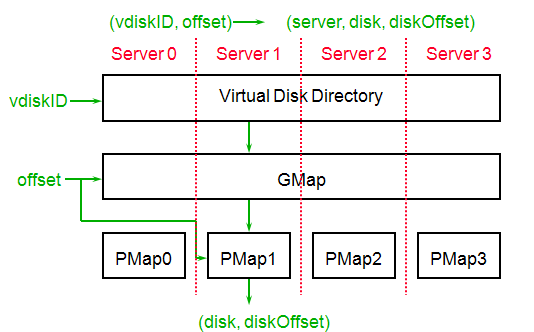 (vdiskID, offset) (server, disk, diskOffset)
Server 0 Server 1 Server 2 Server 3
vdiskID Virtual Disk Directory
offset GMap
PMap0 PMap1 PMap2 PMap3
(disk, diskOffset)